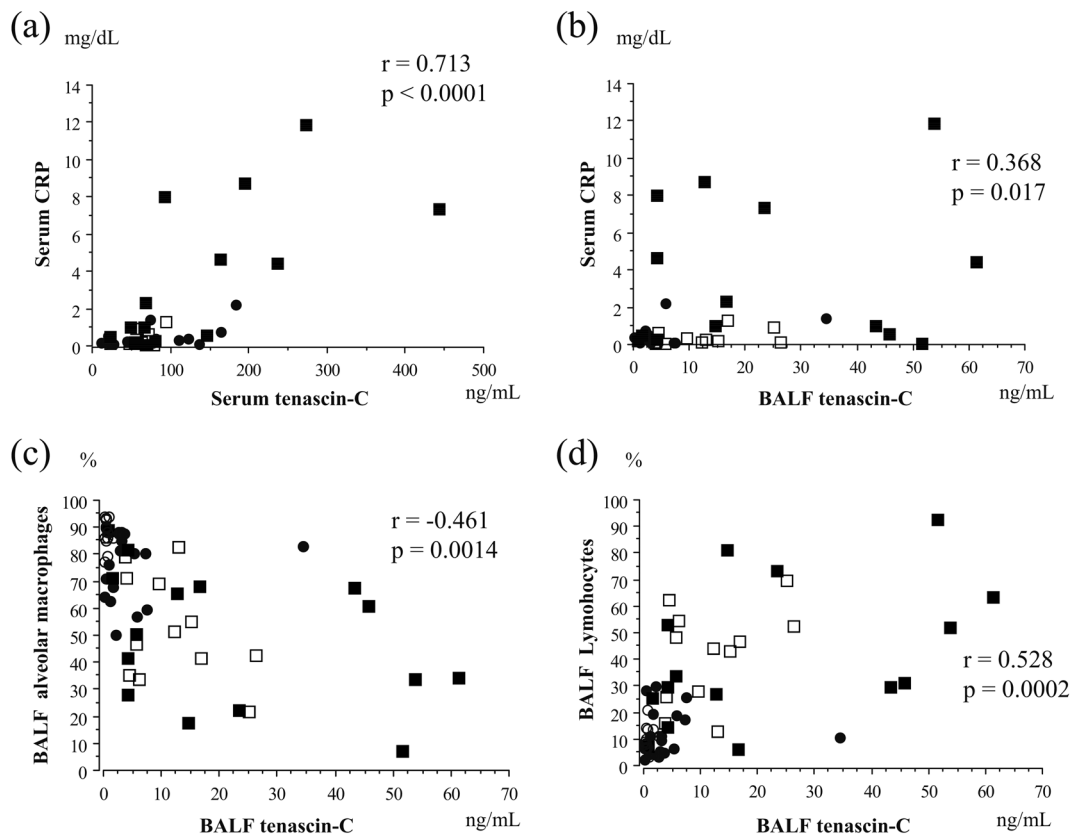 (a)
mg/dL
r = 0.713
p < 0.0001
14
12
10
8
6
4
2
0
Serum CRP
0 100 200 300 400 500
Serum tenascin-C
ng/mL
(b)
mg/dL
r = 0.368
p = 0.017
14
12
10
8
6
4
2
0
Serum CRP
0 10 20 30 40 50 60 70
BALF tenascin-C
ng/mL
(c)
%
r = -0.461
p = 0.0014
100
90
80
70
60
50
40
30
20
10
0
BALF alveolar macrophages
0 10 20 30 40 50 60 70
BALF tenascin-C
ng/mL
(d)
%
r = 0.528
p = 0.0002
100
90
80
70
60
50
40
30
20
10
0
BALF Lymohocytes
0 10 20 30 40 50 60 70
BALF tenascin-C
ng/mL